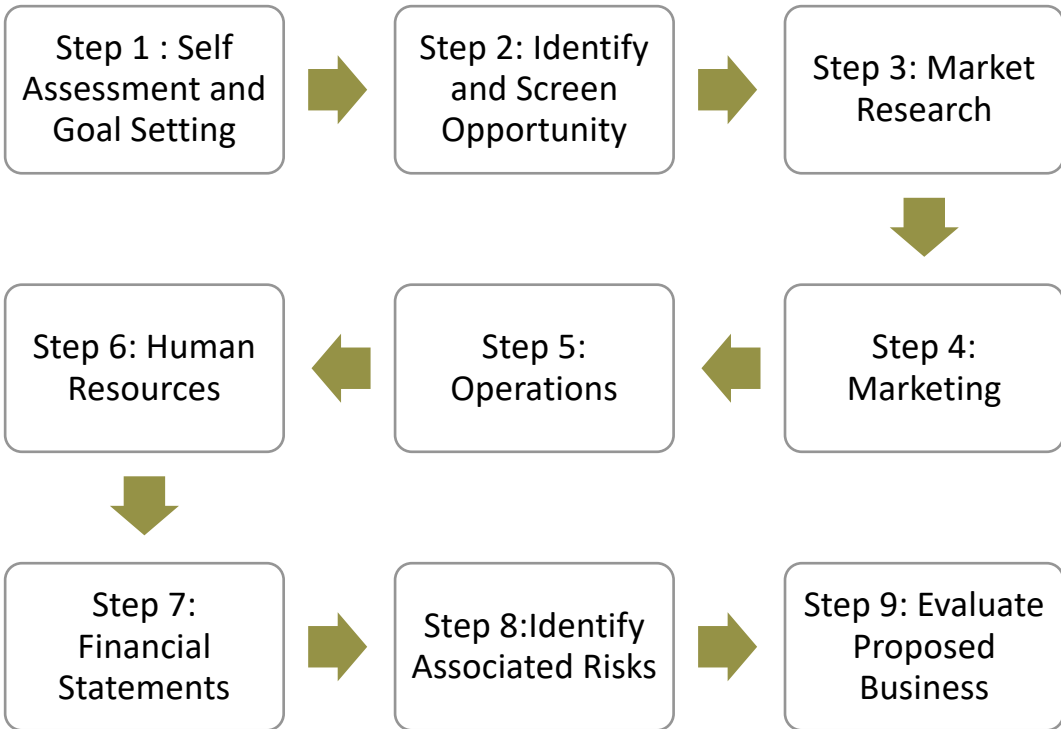 Step 1 : Self
Assessment and
Goal Setting
Step 2: Identify
and Screen
Opportunity
Step 3: Market
Research
Step 4:
Marketing
Step 5:
Operations
Step 6: Human
Resources
Step 7:
Financial
Statements
Step 8:Identify
Associated Risks
Step 9: Evaluate
Proposed
Business